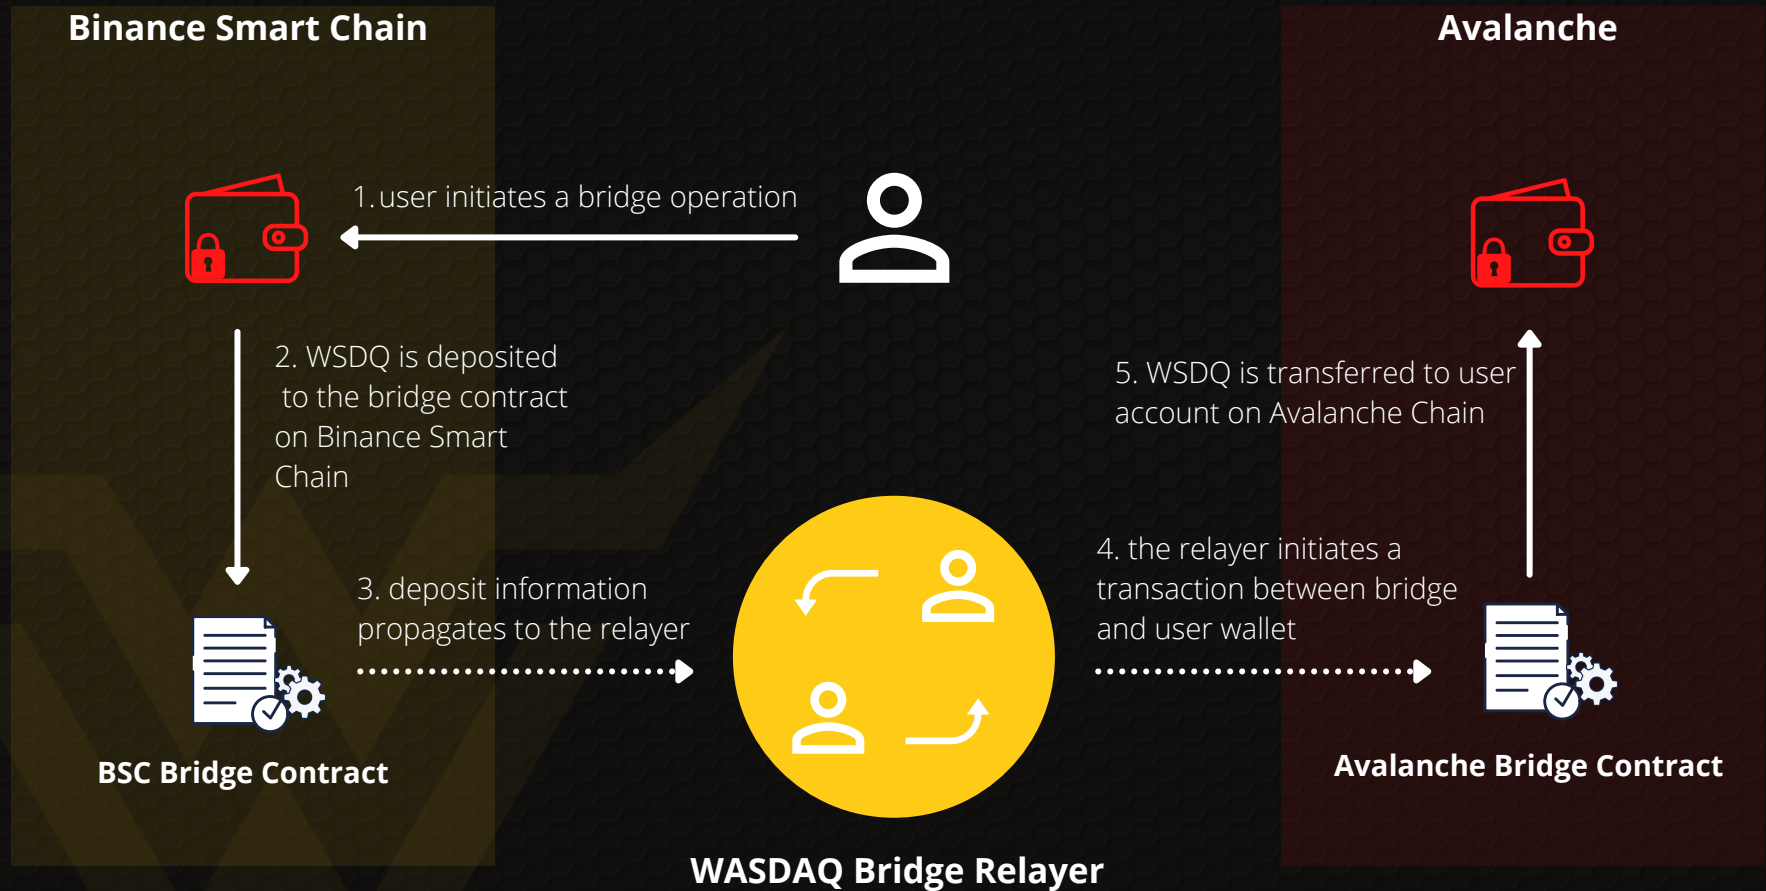 Binance Smart Chain
Avalanche
1. user initiates a bridge operation
2. WSDQ is deposited
to the bridge contract
on Binance Smart
Chain
5. WSDQ is transferred to user
account on Avalanche Chain
3. deposit information
propagates to the relayer
4. the relayer initiates a
transaction between bridge
and user wallet
BSC Bridge Contract
Avalanche Bridge Contract
WASDAQ Bridge Relayer